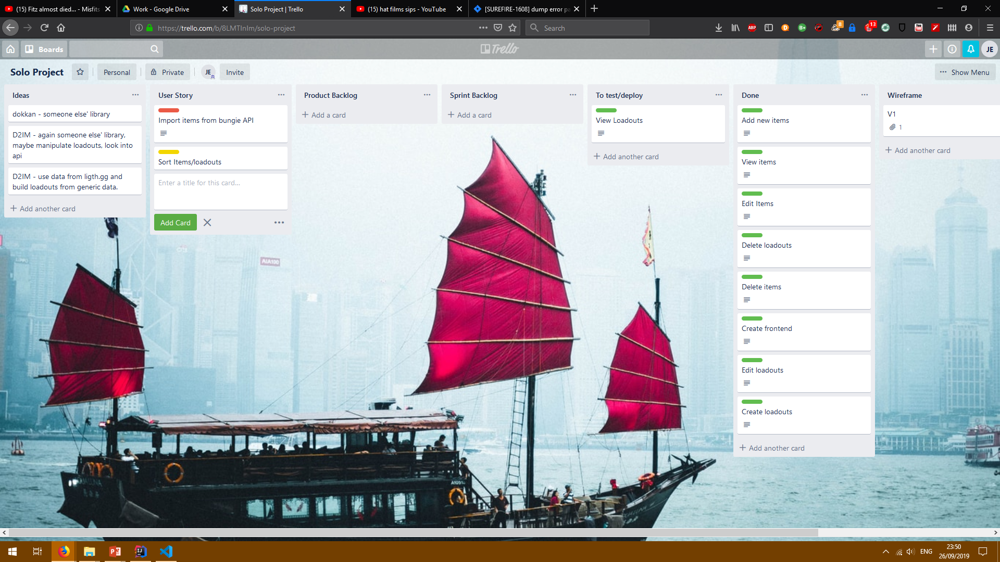 (15) Fitz almost died... - Misfits
Work - Google Drive
Solo Project | Trello
(15) hat films sips - YouTube
[SUREFIRE-1608] dump error pa
https://trello.com/b/8LMTInIm/solo-project
Search
ABP
8
13
Boards
Trello
JE
Solo Project
Personal
Private
JE
Invite
Show Menu
Ideas
dokkan - someone else' library
D2IM - again someone else' library,
maybe manipulate loadouts, look into
api
D2IM - use data from ligth.gg and
build loadouts from generic data.
Add another card
User Story
Import items from bungie API
Sort Items/loadouts
Enter a title for this card...
Add Card
Product Backlog
Add a card
Sprint Backlog
Add a card
To test/deploy
View Loadouts
Add another card
Done
Add new items
View items
Edit Items
Delete loadouts
Delete items
Create frontend
Edit loadouts
Create loadouts
Add another card
Wireframe
V1
1
Add another card
AIA100
ENG
23:50
26/09/2019